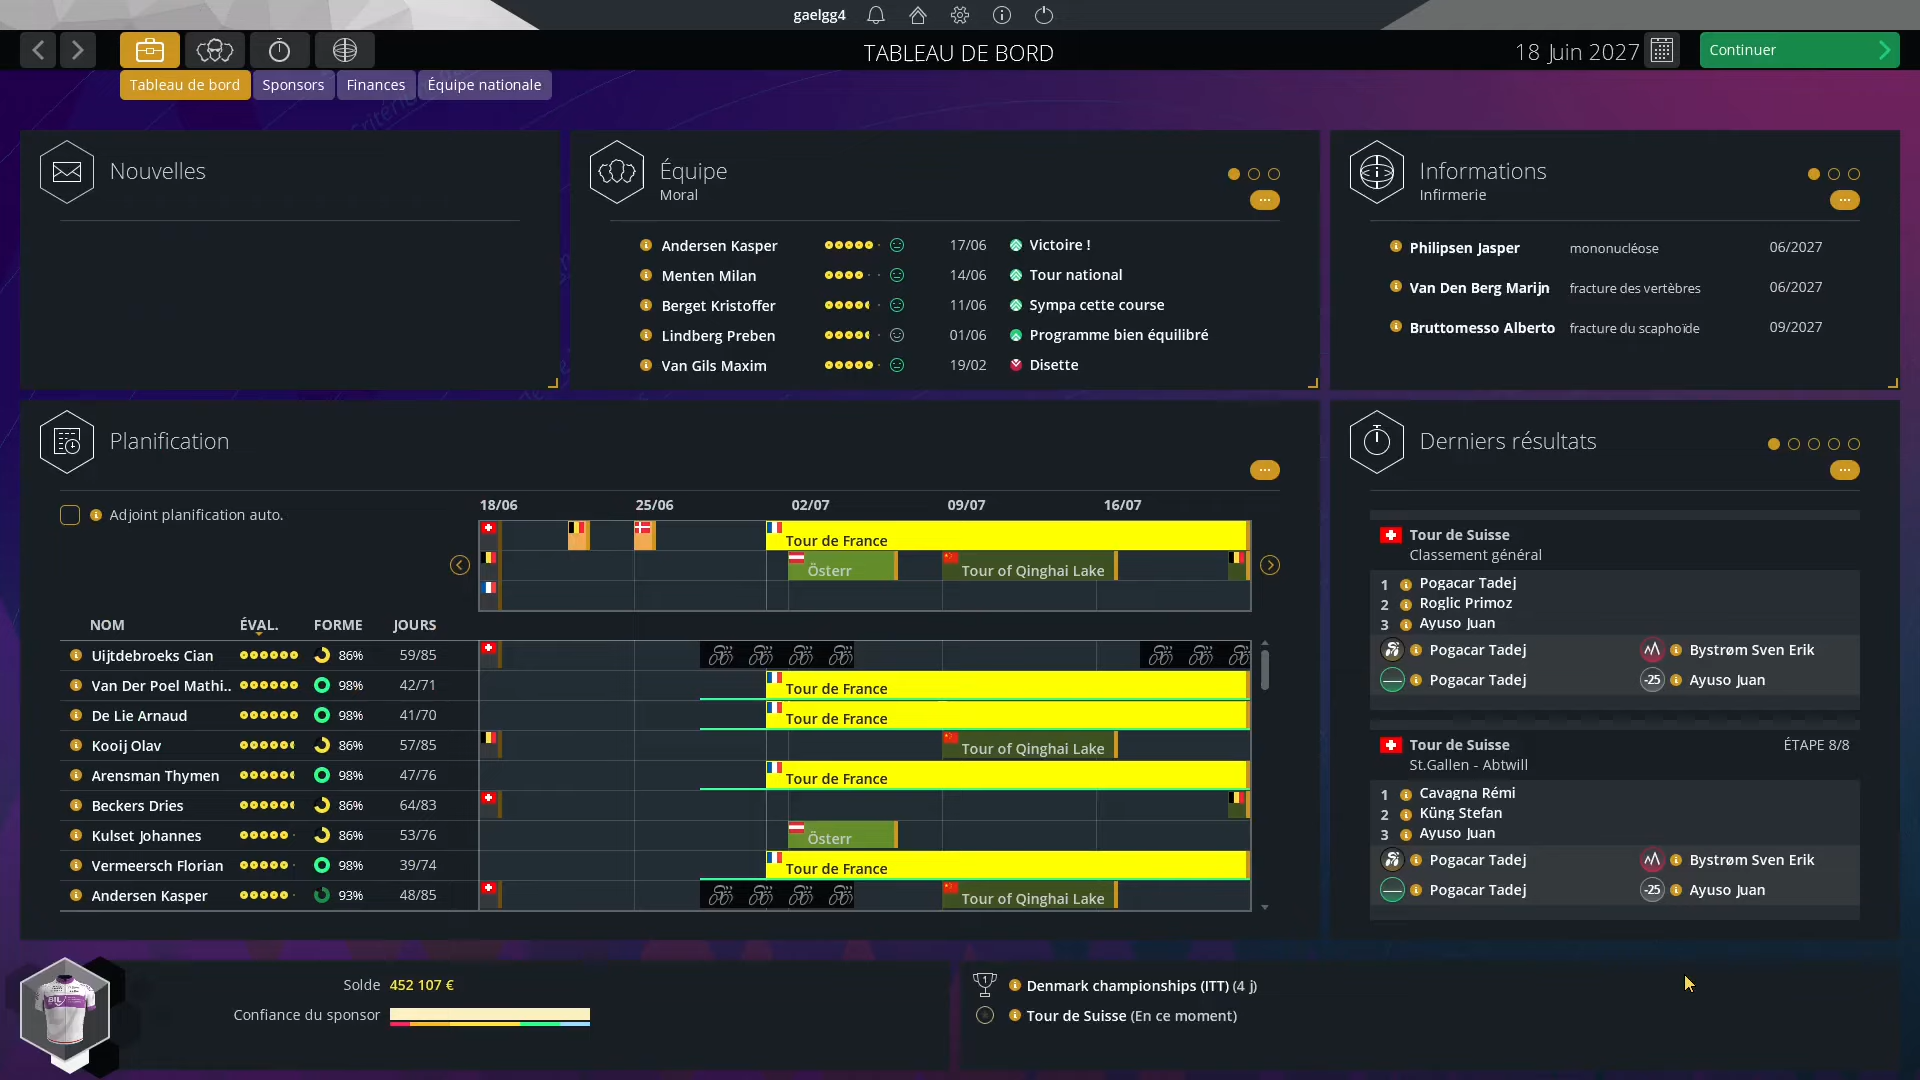 gaelgg4
TABLEAU DE BORD
18 Juin 2027
Continuer
Tableau de bord
Sponsors
Finances
Équipe nationale
Nouvelles
Équipe
Moral
Andersen Kasper 17/06 Victoire !
Menten Milan 14/06 Tour national
Berget Kristoffer 11/06 Sympa cette course
Lindberg Preben 01/06 Programme bien équilibré
Van Gils Maxim 19/02 Disette
Informations
Infirmerie
Philipsen Jasper mononucléose 06/2027
Van Den Berg Marijn fracture des vertèbres 06/2027
Bruttomesso Alberto fracture du scaphoïde 09/2027
Planification
Adjoint planification auto.
18/06 25/06 02/07 09/07 16/07
Tour de France
Österr Tour of Qinghai Lake
NOM ÉVAL. FORME JOURS
Uijtdebroeks Cian 86% 59/85
Van Der Poel Mathi.. 98% 42/71 Tour de France
De Lie Arnaud 98% 41/70 Tour de France
Kooij Olav 86% 57/85 Tour of Qinghai Lake
Arensman Thymen 98% 47/76 Tour de France
Beckers Dries 86% 64/83
Kulset Johannes 86% 53/76 Österr
Vermeersch Florian 98% 39/74 Tour de France
Andersen Kasper 93% 48/85 Tour of Qinghai Lake
Derniers résultats
Tour de Suisse
Classement général
1 Pogacar Tadej
2 Roglic Primoz
3 Ayuso Juan
Pogacar Tadej Bystrøm Sven Erik
Pogacar Tadej -25 Ayuso Juan
Tour de Suisse ÉTAPE 8/8
St.Gallen - Abtwill
1 Cavagna Rémi
2 Küng Stefan
3 Ayuso Juan
Pogacar Tadej Bystrøm Sven Erik
Pogacar Tadej -25 Ayuso Juan
Solde 452 107 €
Confiance du sponsor
Denmark championships (ITT) (4 j)
Tour de Suisse (En ce moment)